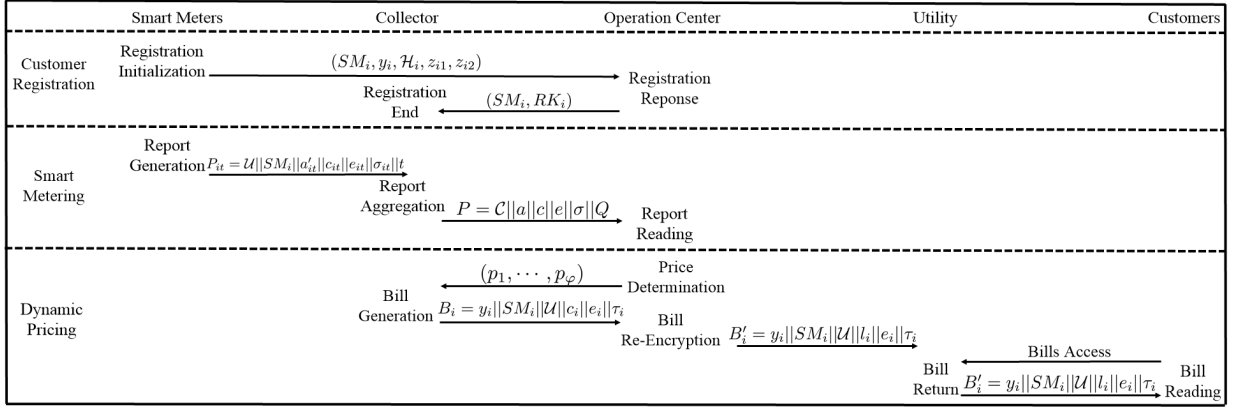 Smart Meters Collector Operation Center Utility Customers
Customer
Registration
Registration
Initialization
(SM_i, y_i, ℋ_i, z_{i1}, z_{i2})
Registration
Reponse
(SM_i, RK_i)
Registration
End
Smart
Metering
Report
Generation
P_{it} = 𝒰||SM_i||a'_{it}||c_{it}||e_{it}||σ_{it}||t
Report
Aggregation
P = 𝒞||a||c||e||σ||Q
Report
Reading
Dynamic
Pricing
Price
Determination
(p_1, ⋯ , p_φ)
Bill
Generation
B_i = y_i||SM_i||𝒰||c_i||e_i||τ_i
Bill
Re-Encryption
B'_i = y_i||SM_i||𝒰||l_i||e_i||τ_i
Bills Access
Bill
Return
B'_i = y_i||SM_i||𝒰||l_i||e_i||τ_i
Bill
Reading